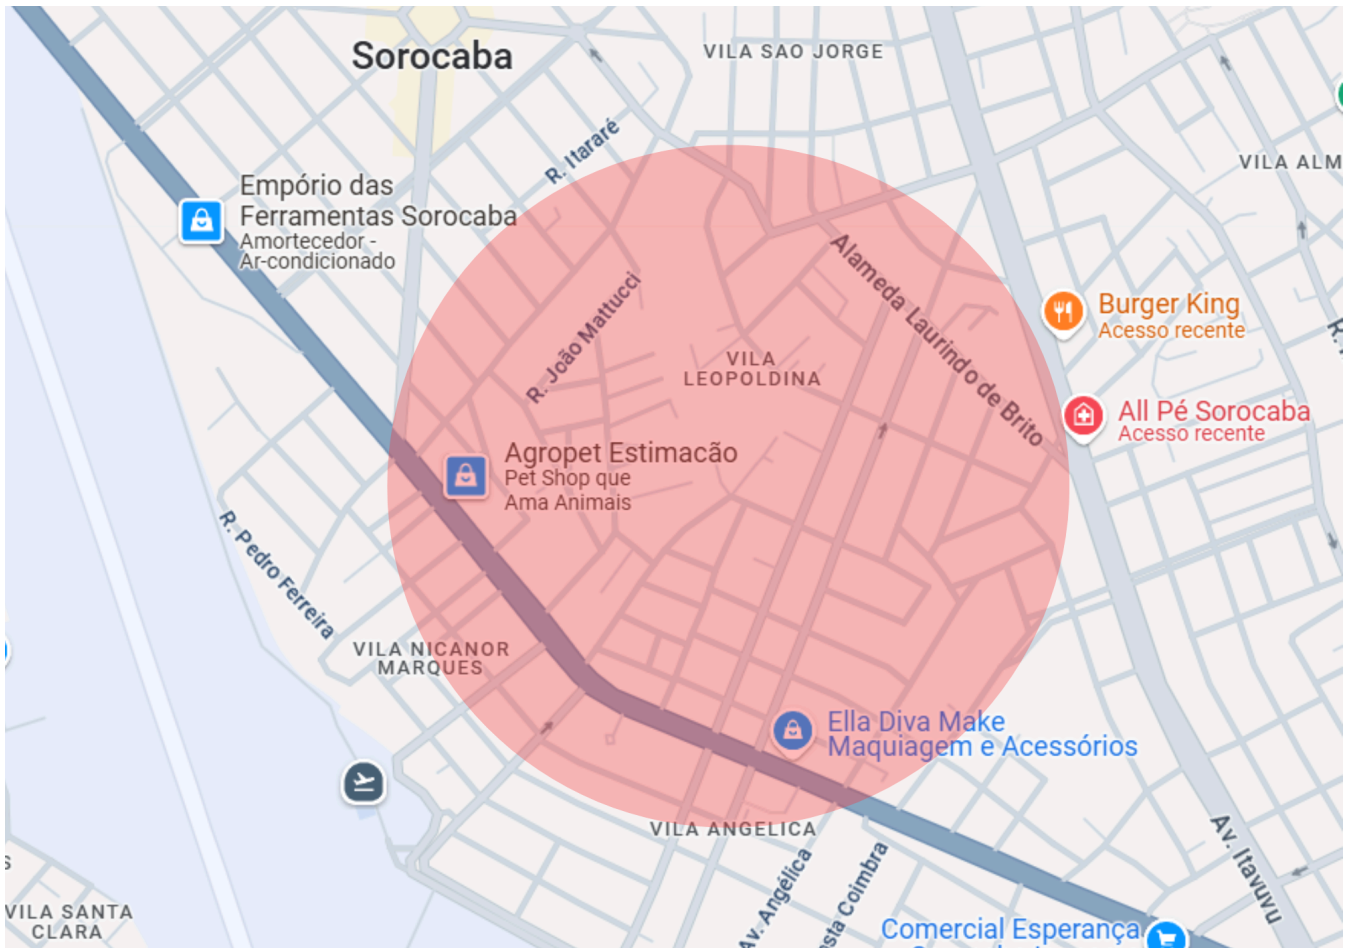 Sorocaba
VILA SAO JORGE
R. Itararé
VILA ALM
Empório das
Ferramentas Sorocaba
Amortecedor -
Ar-condicionado
Alameda Laurindo de Brito
R. João Mattucci
Burger King
Acesso recente
R.
VILA
LEOPOLDINA
All Pé Sorocaba
Acesso recente
Agropet Estimacão
Pet Shop que
Ama Animais
R. Pedro Ferreira
VILA NICANOR
MARQUES
Ella Diva Make
Maquiagem e Acessórios
VILA ANGELICA
Av. Itavuvu
Av. Angélica
sta Coimbra
s
VILA SANTA
CLARA
Comercial Esperança